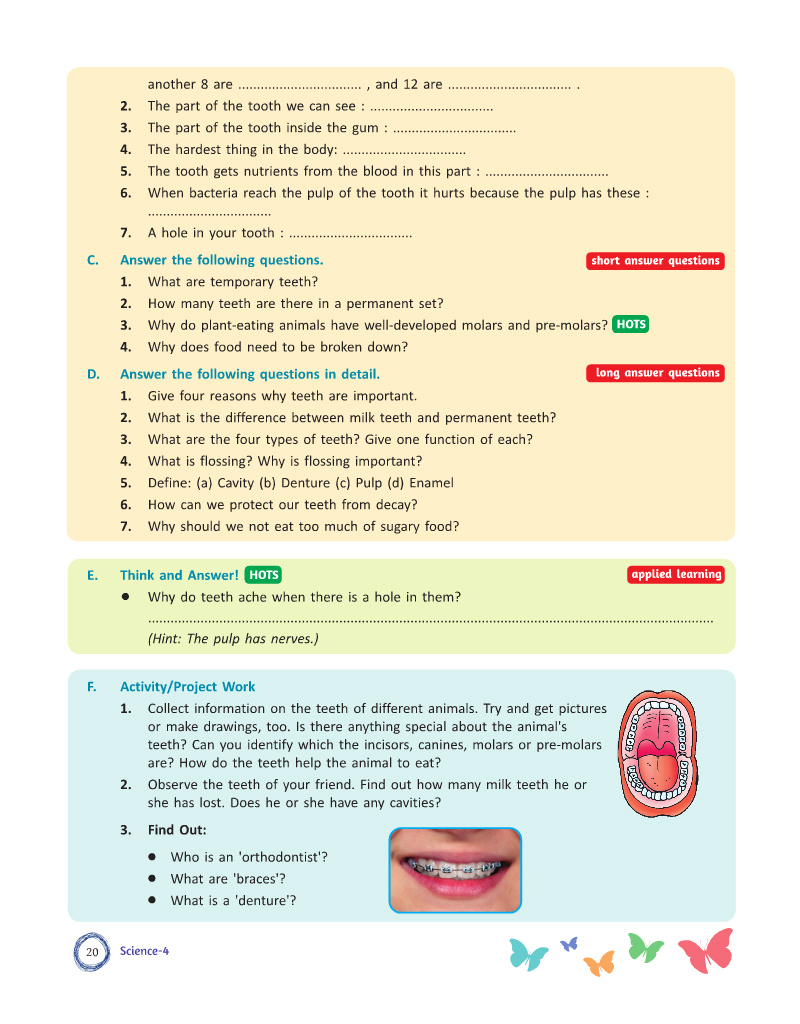 another 8 are ................................ , and 12 are ................................ .
2. The part of the tooth we can see : ................................
3. The part of the tooth inside the gum : ................................
4. The hardest thing in the body: ................................
5. The tooth gets nutrients from the blood in this part : ................................
6. When bacteria reach the pulp of the tooth it hurts because the pulp has these :
................................
7. A hole in your tooth : ................................
C. Answer the following questions. short answer questions
1. What are temporary teeth?
2. How many teeth are there in a permanent set?
3. Why do plant-eating animals have well-developed molars and pre-molars? HOTS
4. Why does food need to be broken down?
D. Answer the following questions in detail. long answer questions
1. Give four reasons why teeth are important.
2. What is the difference between milk teeth and permanent teeth?
3. What are the four types of teeth? Give one function of each?
4. What is flossing? Why is flossing important?
5. Define: (a) Cavity (b) Denture (c) Pulp (d) Enamel
6. How can we protect our teeth from decay?
7. Why should we not eat too much of sugary food?
E. Think and Answer! HOTS applied learning
● Why do teeth ache when there is a hole in them?
................................................................................................................................................
(Hint: The pulp has nerves.)
F. Activity/Project Work
1. Collect information on the teeth of different animals. Try and get pictures
or make drawings, too. Is there anything special about the animal's
teeth? Can you identify which the incisors, canines, molars or pre-molars
are? How do the teeth help the animal to eat?
2. Observe the teeth of your friend. Find out how many milk teeth he or
she has lost. Does he or she have any cavities?
3. Find Out:
● Who is an 'orthodontist'?
● What are 'braces'?
● What is a 'denture'?
20 Science-4